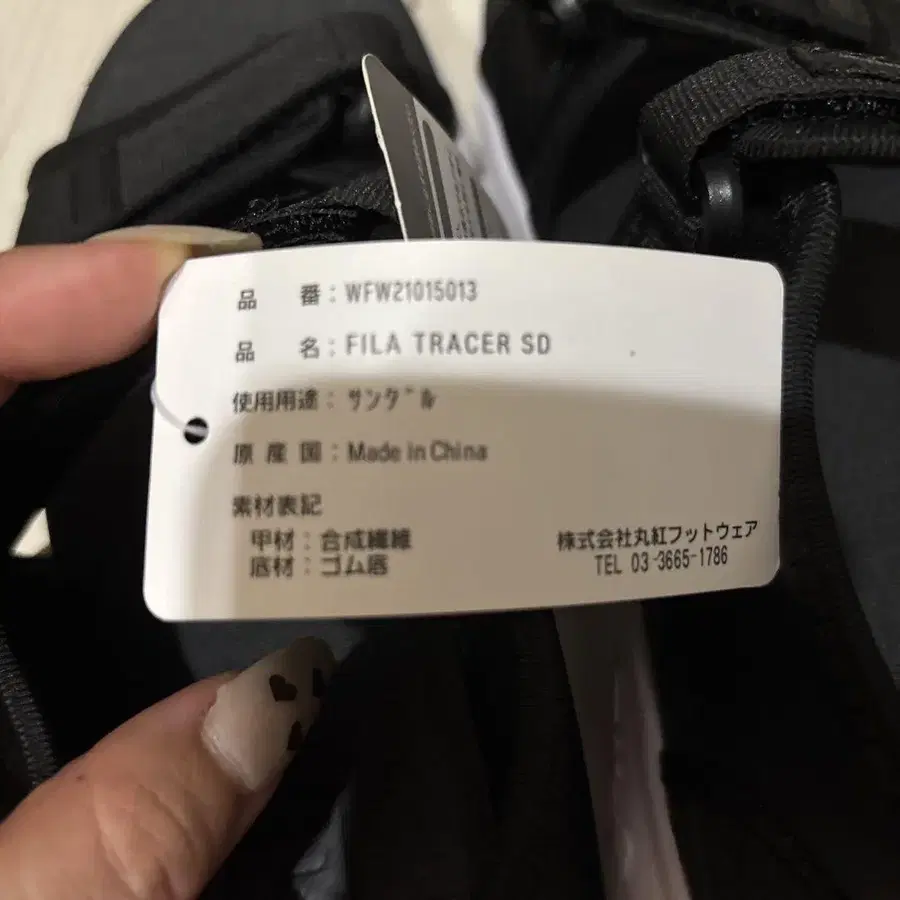 品　番：WFW21015013
品　名：FILA TRACER SD
使用用途：サンダル
原産国：Made in China
素材表記
甲材：合成繊維
底材：ゴム底
株式会社丸紅フットウェア
TEL 03-3665-1786